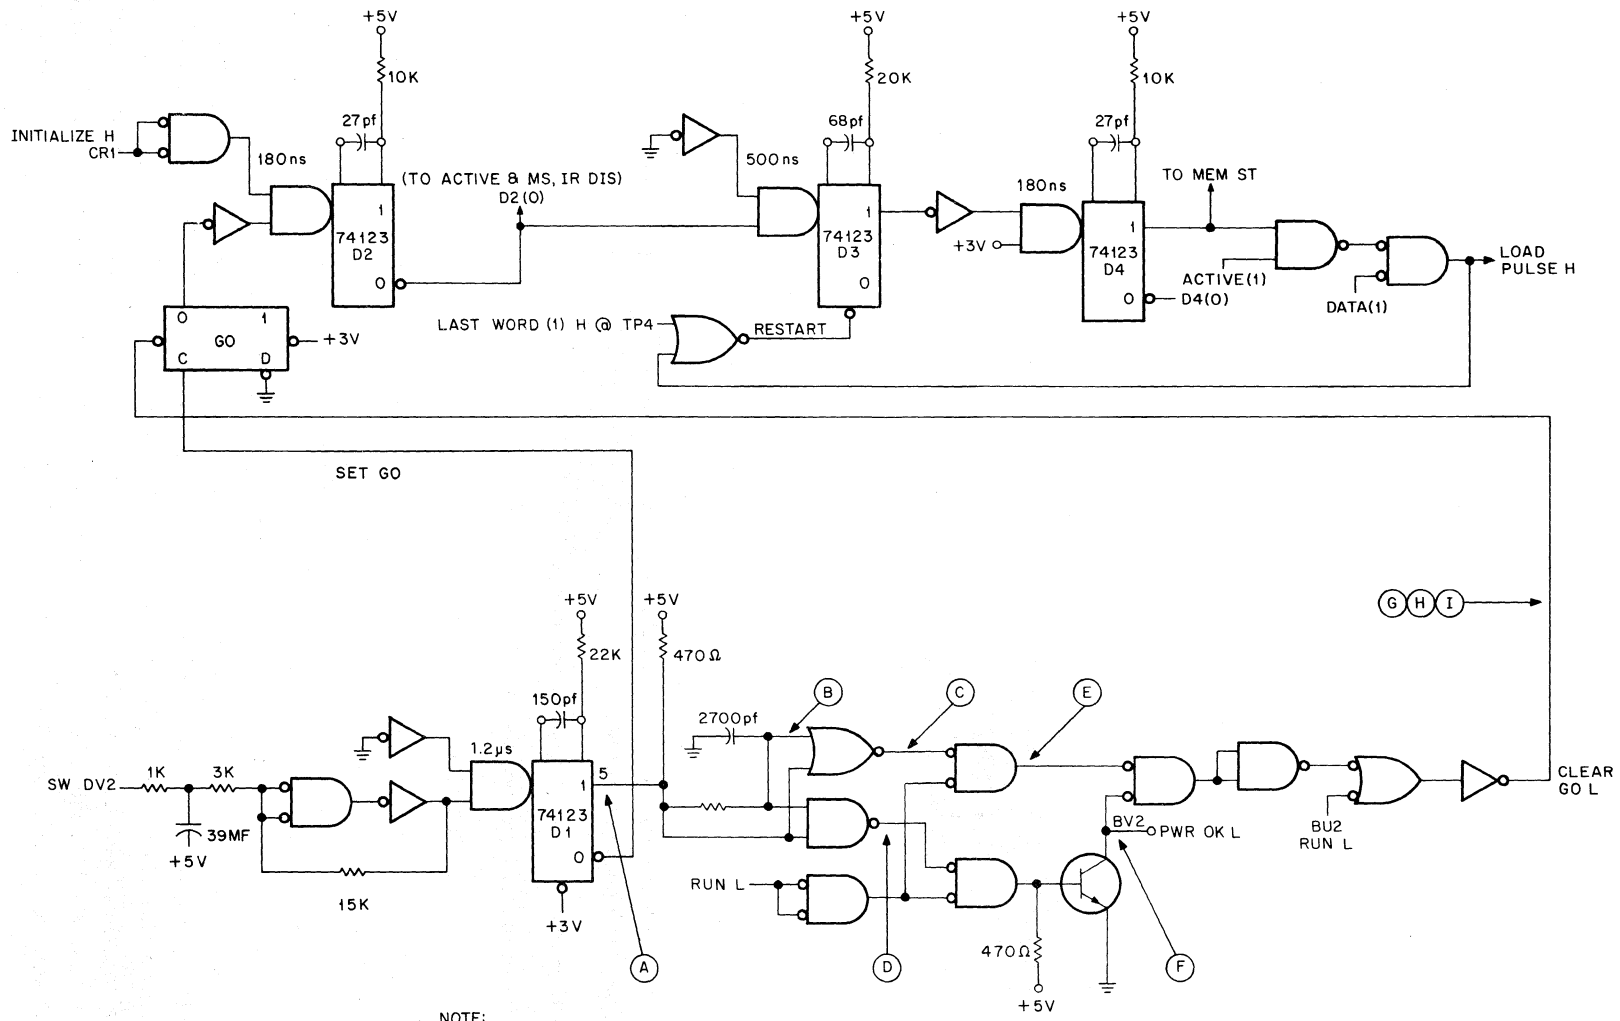 +5V
+5V
+5V
10K
20K
10K
27pf
68pf
27pf
INITIALIZE H
CR1
180ns
(TO ACTIVE & MS, IR DIS)
D2(0)
500ns
180ns
TO MEM ST
1
74123
D2
0
1
74123
D3
0
+3V
1
74123
D4
0
ACTIVE(1)
D4(0)
DATA(1)
LOAD
PULSE H
0 1
GO
C D
+3V
LAST WORD (1) H @ TP4
RESTART
SET GO
+5V
+5V
22K
470Ω
G H I
150pf
2700pf
B
C
E
1.2µs
SW DV2
1K
3K
39MF
+5V
15K
1
5
74123
D1
0
+3V
RUN L
A
D
470Ω
+5V
BV2
PWR OK L
F
BU2
RUN L
CLEAR
GO L
NOTE: